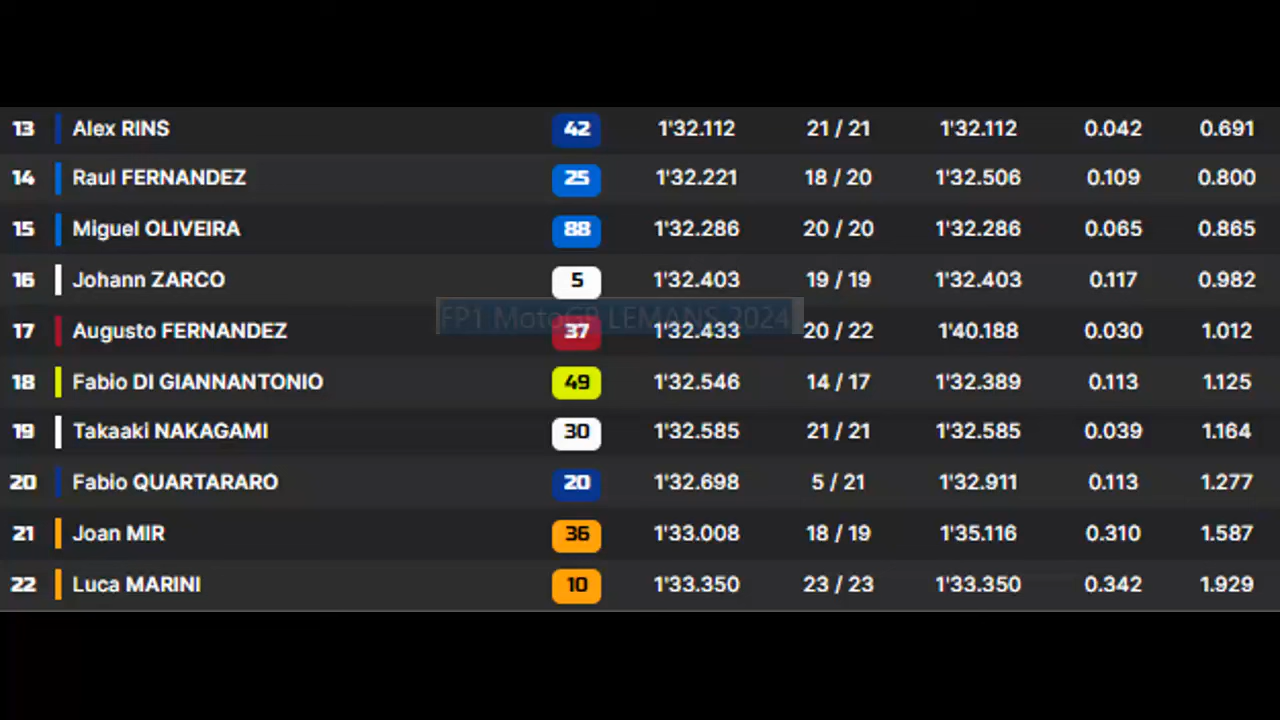 13 Alex RINS 42 1'32.112 21 / 21 1'32.112 0.042 0.691
14 Raul FERNANDEZ 25 1'32.221 18 / 20 1'32.506 0.109 0.800
15 Miguel OLIVEIRA 88 1'32.286 20 / 20 1'32.286 0.065 0.865
16 Johann ZARCO 5 1'32.403 19 / 19 1'32.403 0.117 0.982
FP1 MotoGP LEMANS 2024
17 Augusto FERNANDEZ 37 1'32.433 20 / 22 1'40.188 0.030 1.012
18 Fabio DI GIANNANTONIO 49 1'32.546 14 / 17 1'32.389 0.113 1.125
19 Takaaki NAKAGAMI 30 1'32.585 21 / 21 1'32.585 0.039 1.164
20 Fabio QUARTARARO 20 1'32.698 5 / 21 1'32.911 0.113 1.277
21 Joan MIR 36 1'33.008 18 / 19 1'35.116 0.310 1.587
22 Luca MARINI 10 1'33.350 23 / 23 1'33.350 0.342 1.929